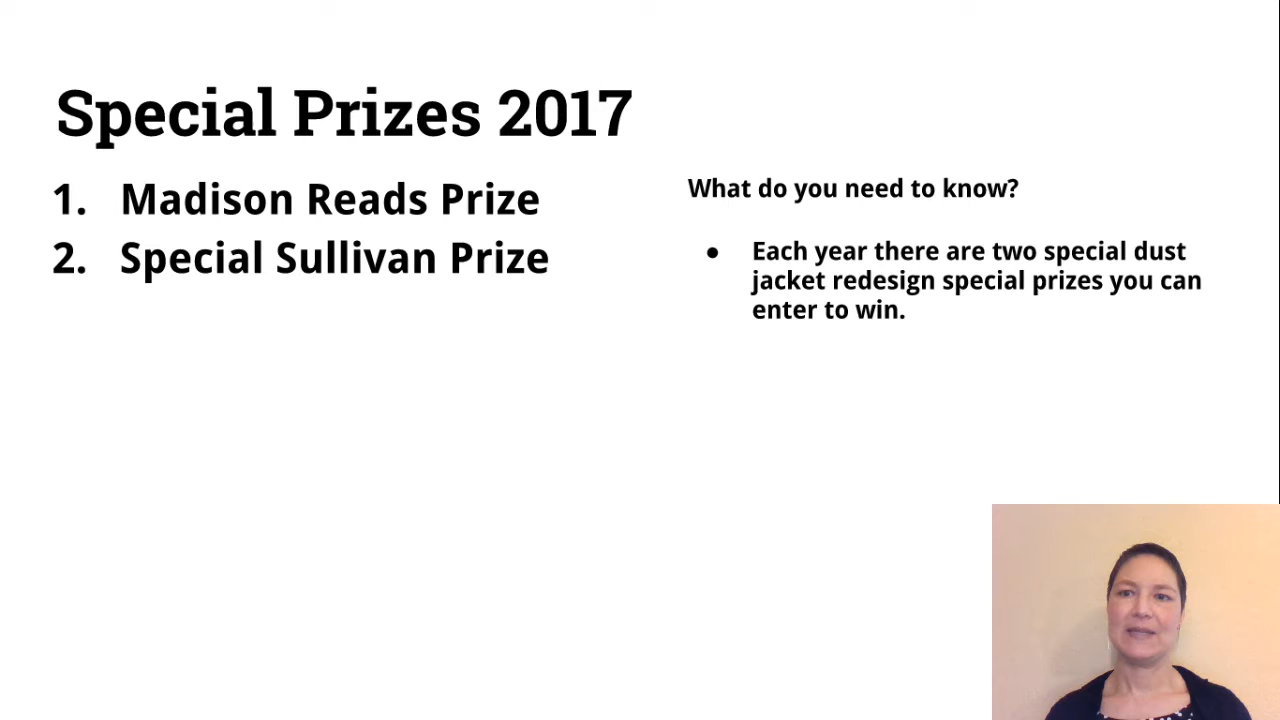 Special Prizes 2017
1. Madison Reads Prize
2. Special Sullivan Prize
What do you need to know?
● Each year there are two special dust
jacket redesign special prizes you can
enter to win.